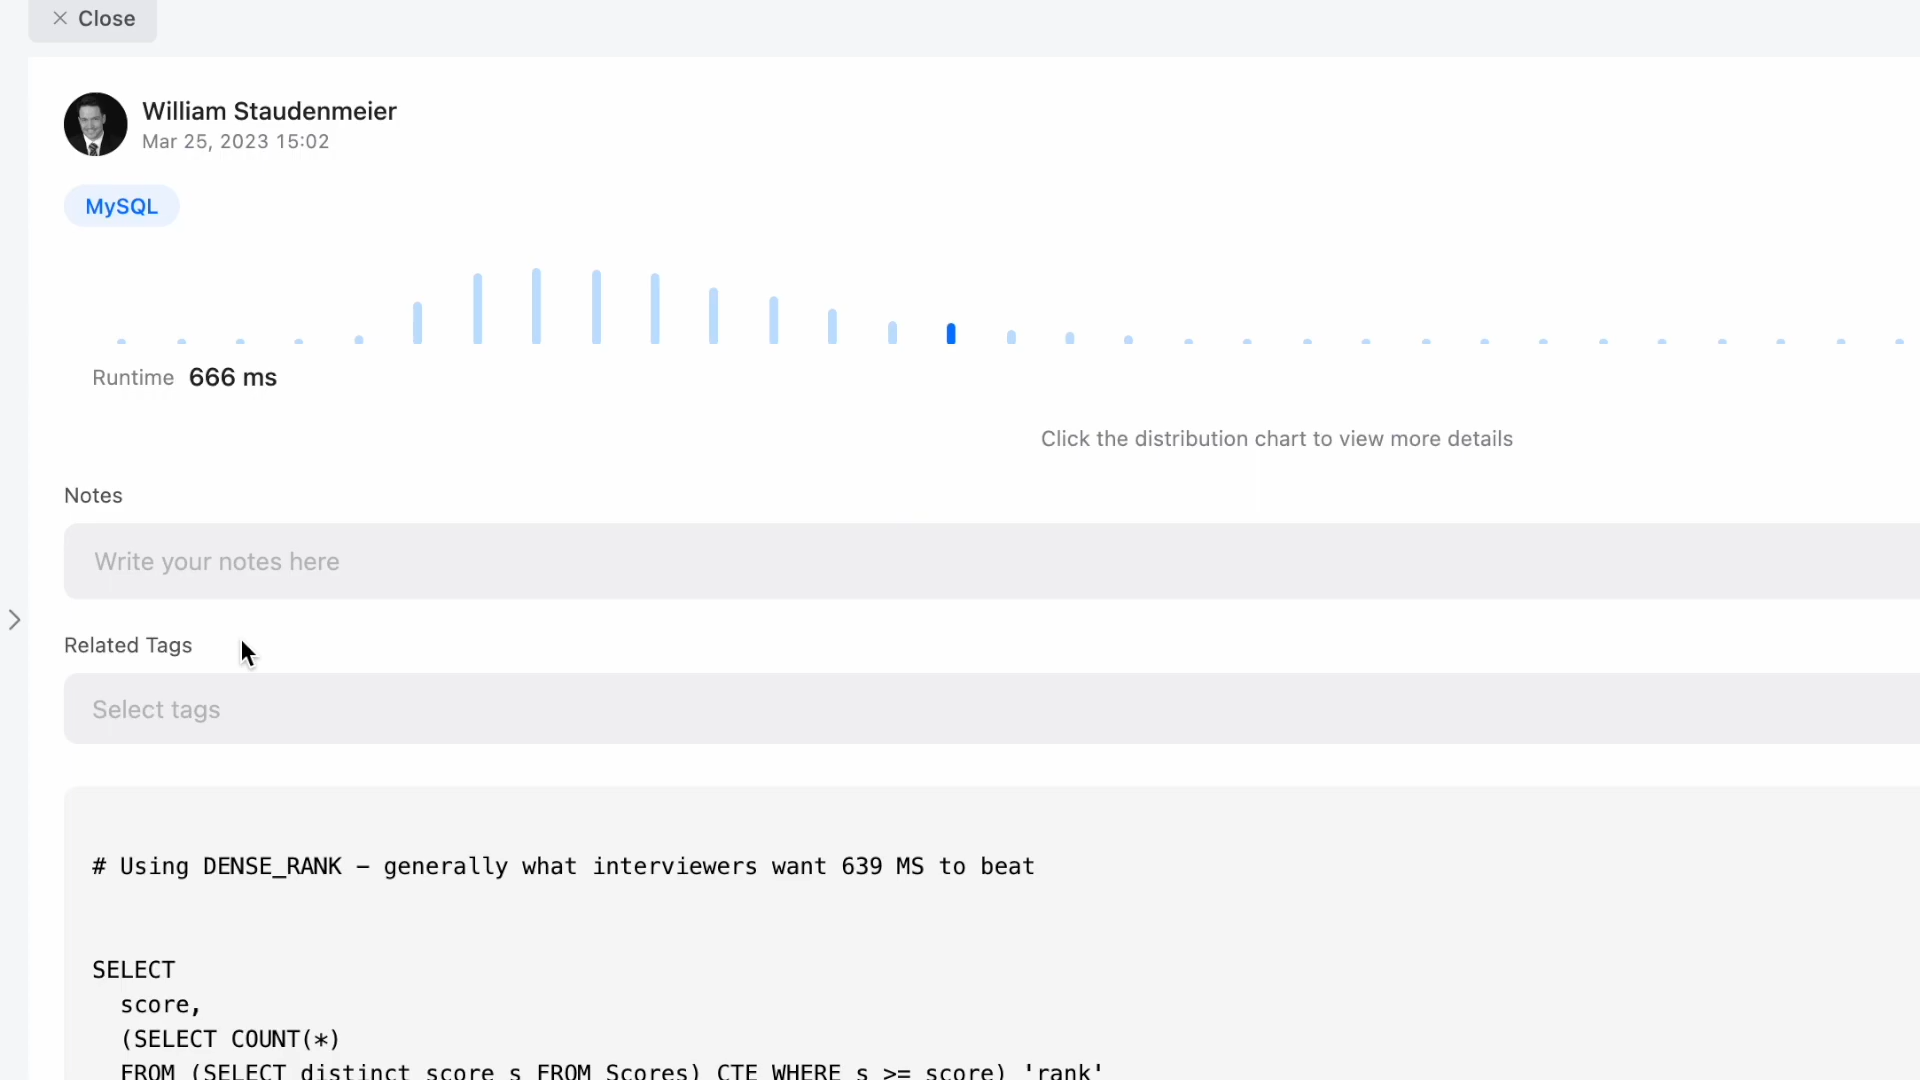 Close
William Staudenmeier
Mar 25, 2023 15:02
MySQL
Runtime 666 ms
Click the distribution chart to view more details
Notes
Write your notes here
Related Tags
Select tags
# Using DENSE_RANK – generally what interviewers want 639 MS to beat
SELECT
score,
(SELECT COUNT(*)
FROM (SELECT distinct score s FROM Scores) CTE WHERE s >= score) 'rank'